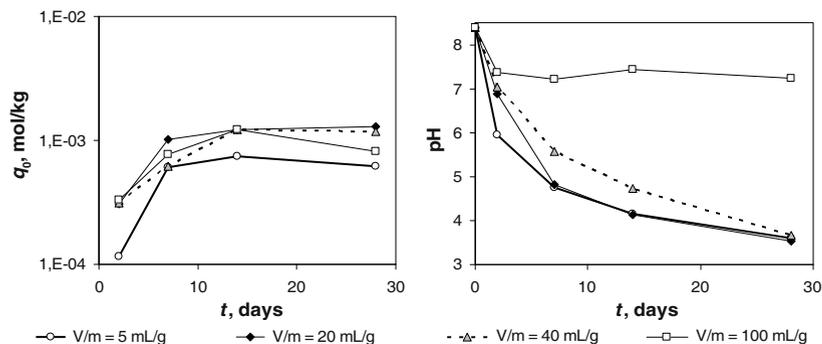 1,E-02
1,E-03
1,E-04
q0, mol/kg
0 10 20 30
t, days
8
7
6
5
4
3
pH
0 10 20 30
t, days
V/m = 5 mL/g V/m = 20 mL/g V/m = 40 mL/g V/m = 100 mL/g